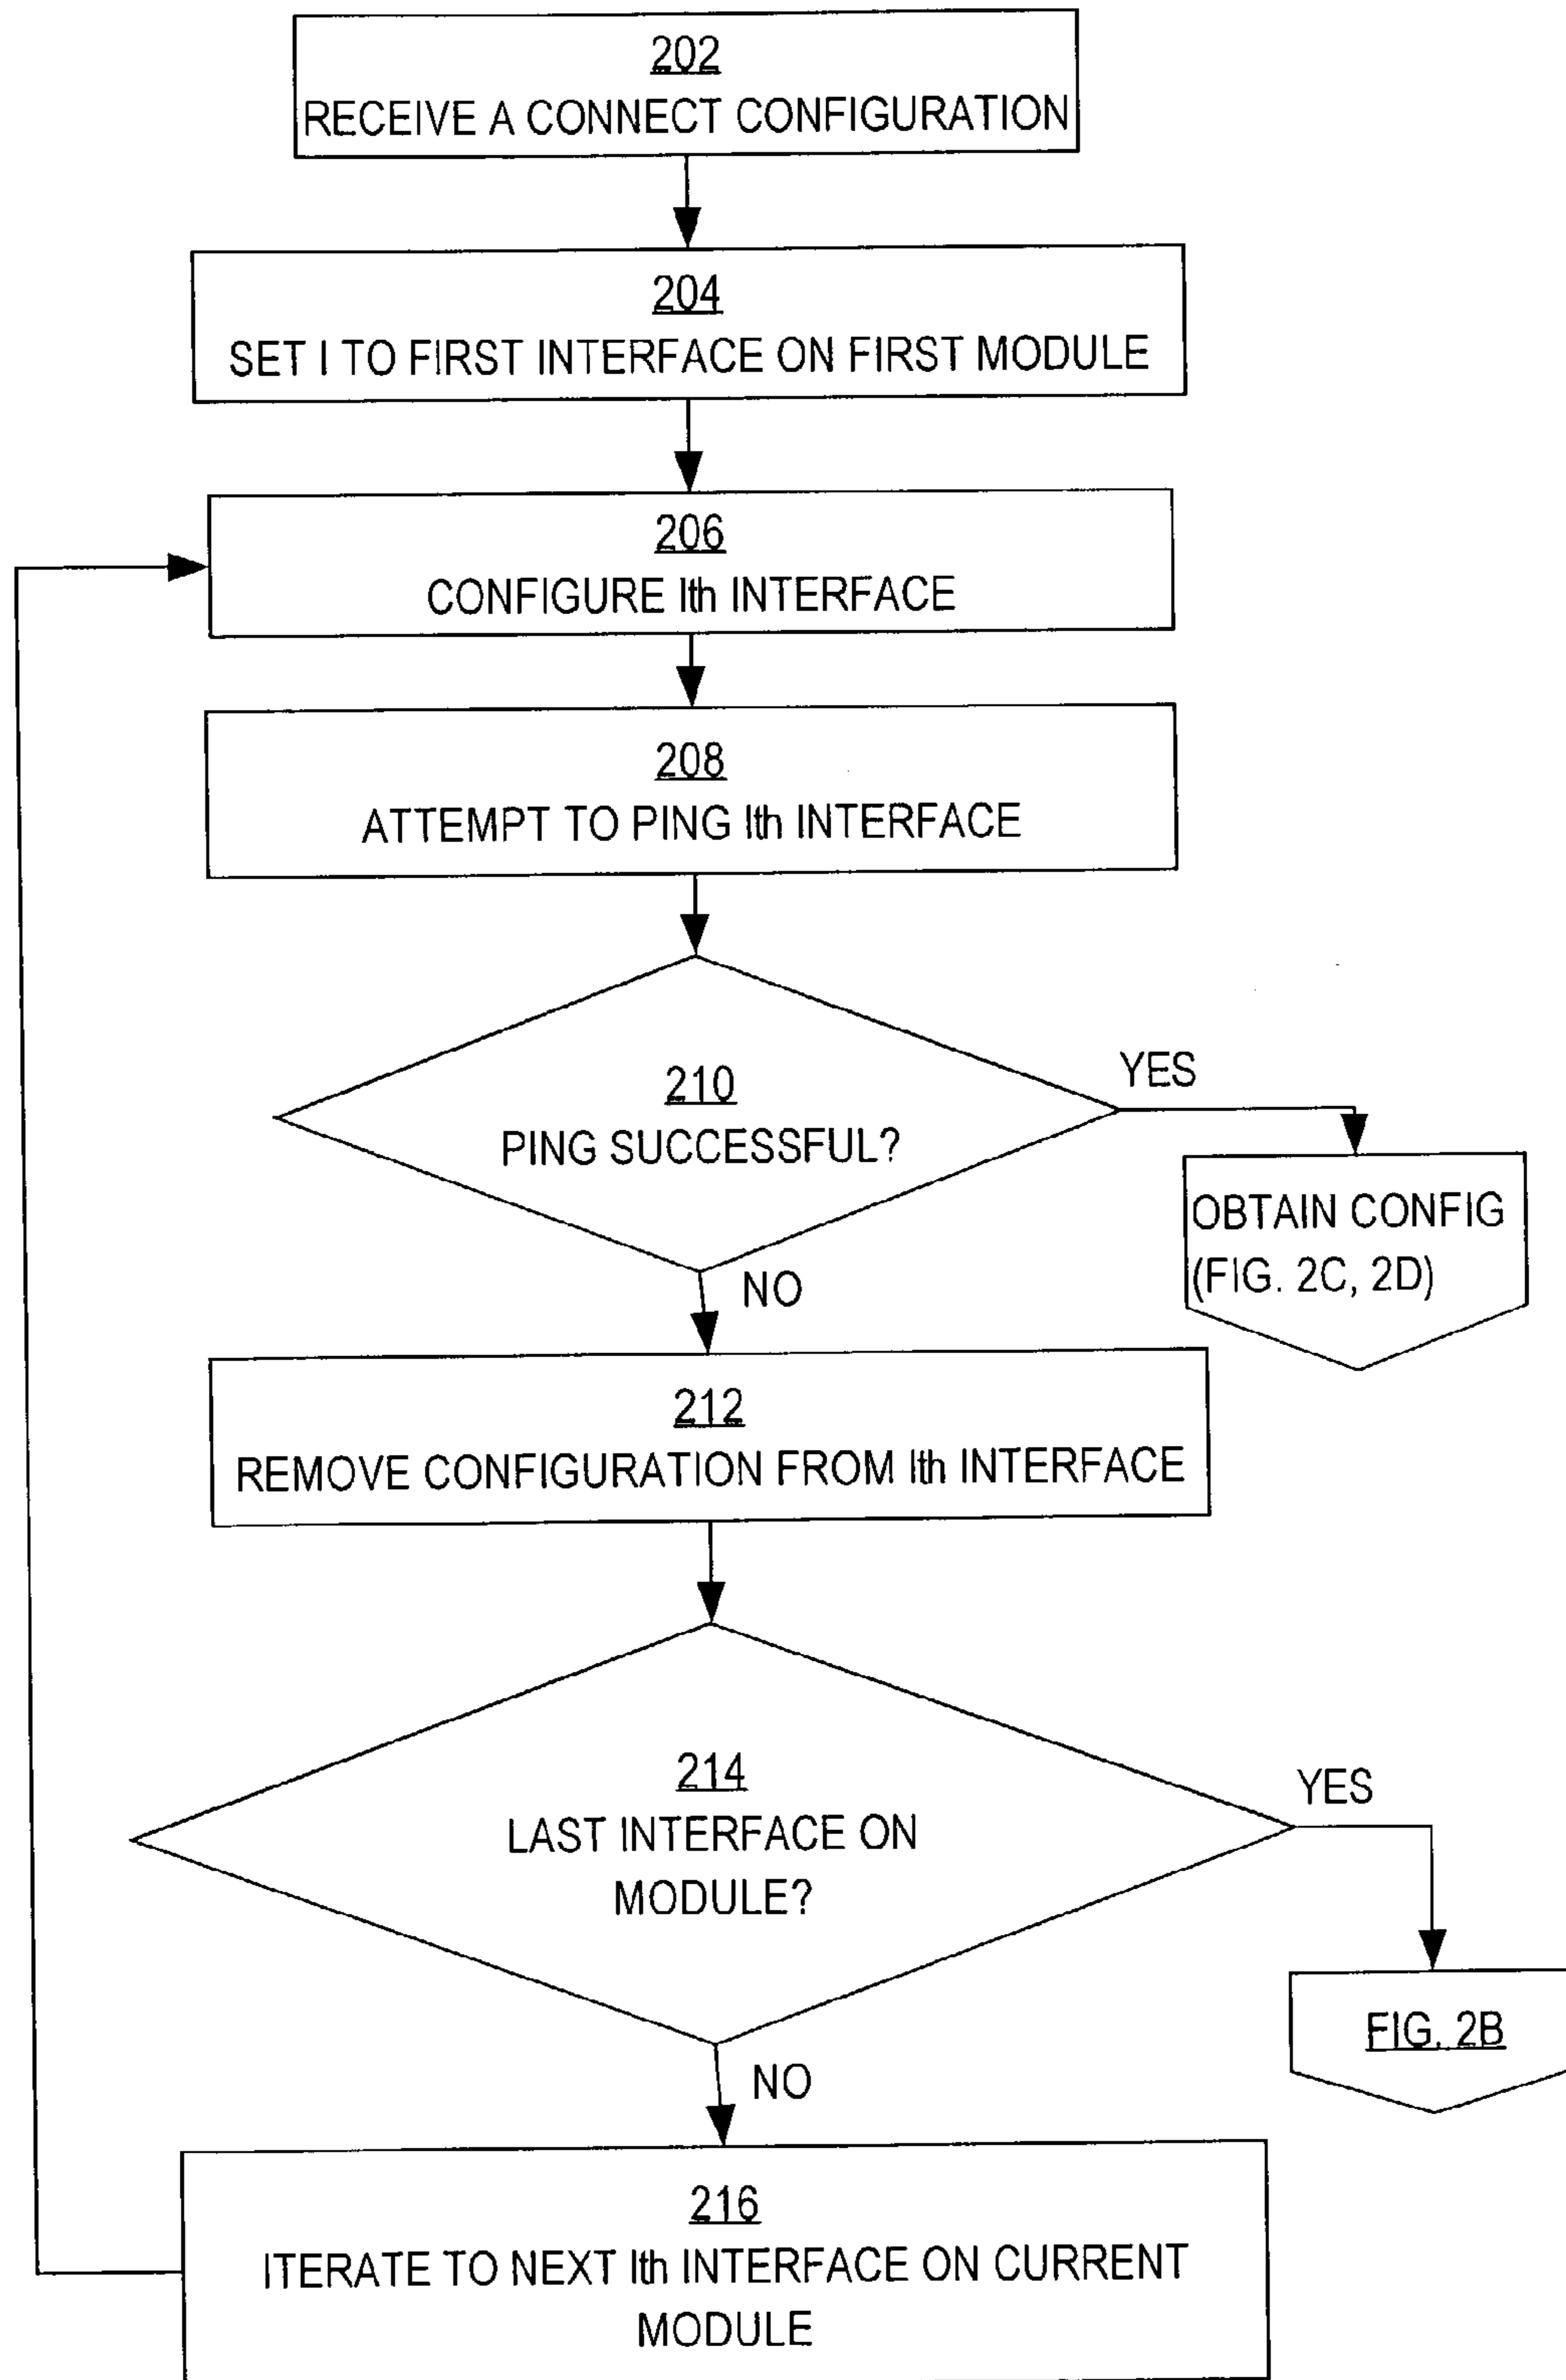 202
RECEIVE A CONNECT CONFIGURATION
204
SET I TO FIRST INTERFACE ON FIRST MODULE
206
CONFIGURE Ith INTERFACE
208
ATTEMPT TO PING Ith INTERFACE
210
PING SUCCESSFUL?
YES
OBTAIN CONFIG
(FIG. 2C, 2D)
NO
212
REMOVE CONFIGURATION FROM Ith INTERFACE
214
LAST INTERFACE ON
MODULE?
YES
FIG. 2B
NO
216
ITERATE TO NEXT Ith INTERFACE ON CURRENT
MODULE